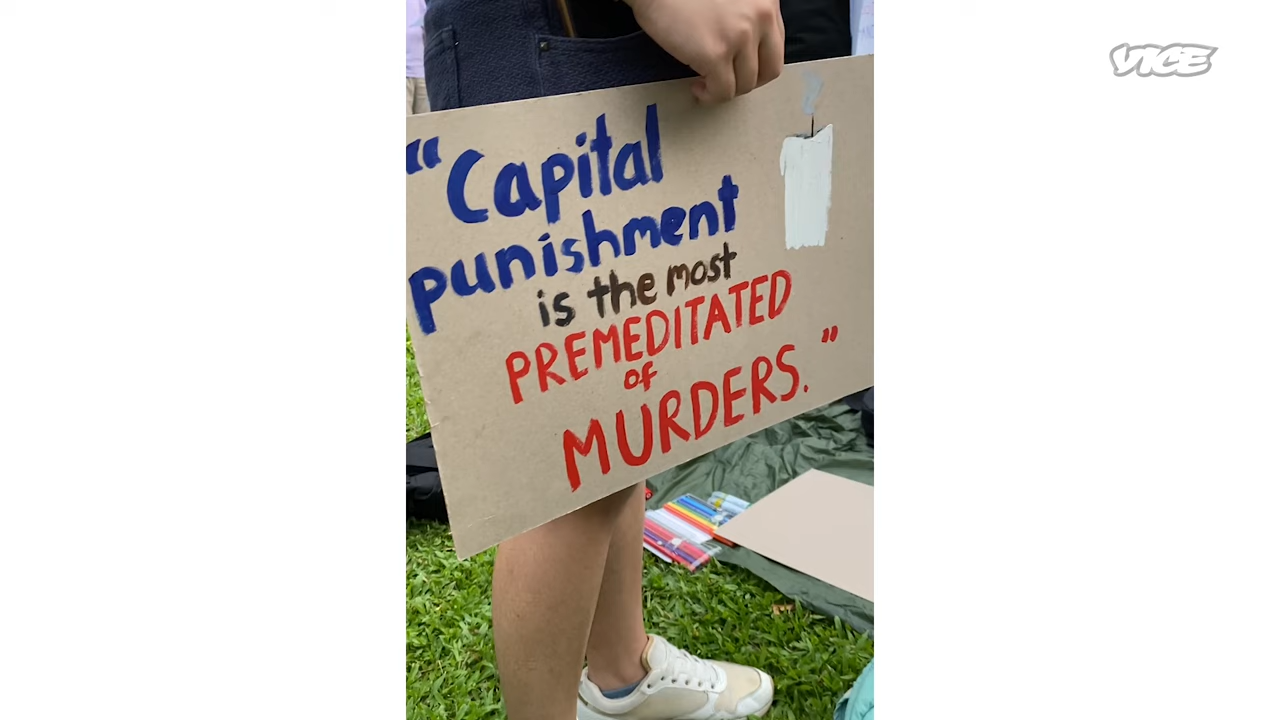 VICE
"Capital
punishment
is the most
PREMEDITATED
of
MURDERS."